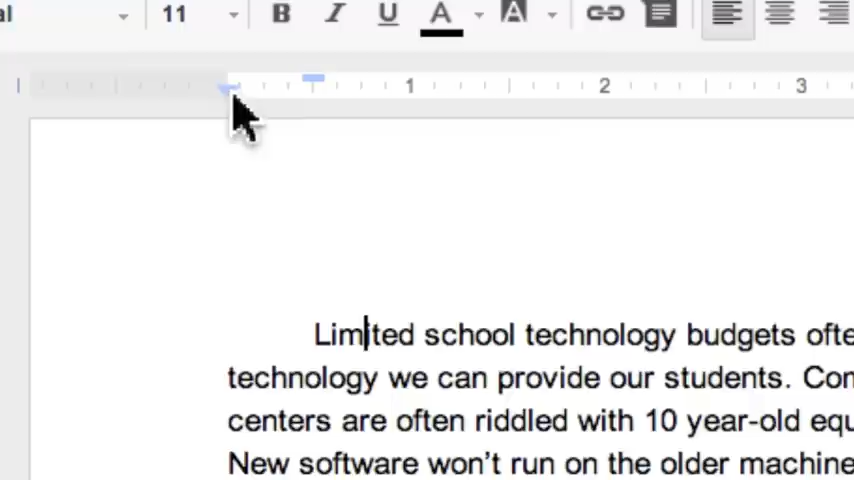 al 11 B I U A A
1 2 3
Limited school technology budgets ofte
technology we can provide our students. Con
centers are often riddled with 10 year-old equ
New software won't run on the older machine